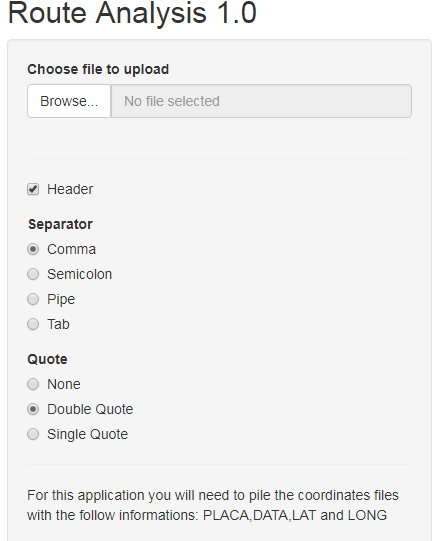 Route Analysis 1.0
Choose file to upload
Browse... No file selected
Header
Separator
Comma
Semicolon
Pipe
Tab
Quote
None
Double Quote
Single Quote
For this application you will need to pile the coordinates files
with the follow informations: PLACA,DATA,LAT and LONG